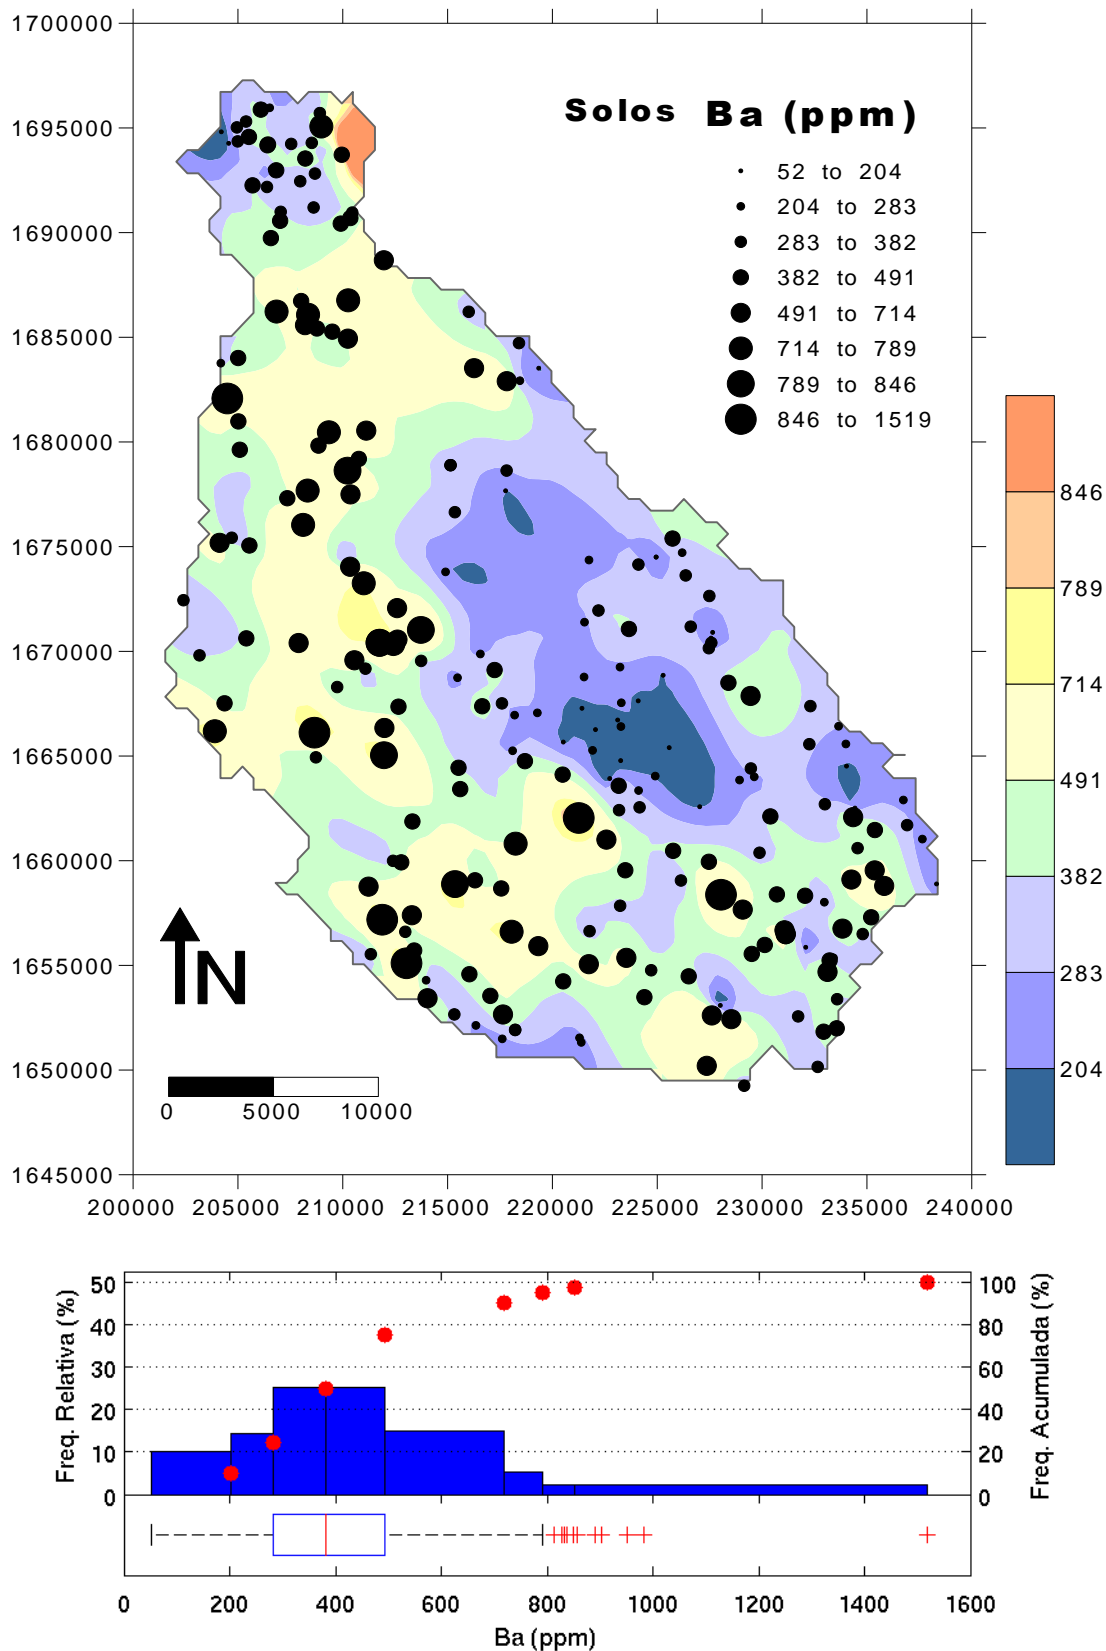 1700000
1695000
1690000
1685000
1680000
1675000
1670000
1665000
1660000
1655000
1650000
1645000
200000 205000 210000 215000 220000 225000 230000 235000 240000
Solos Ba (ppm)
52 to 204
204 to 283
283 to 382
382 to 491
491 to 714
714 to 789
789 to 846
846 to 1519
846
789
714
491
382
283
204
N
0 5000 10000
Freq. Relativa (%)
50
40
30
20
10
0
100
80
60
40
20
0
Freq. Acumulada (%)
0 200 400 600 800 1000 1200 1400 1600
Ba (ppm)